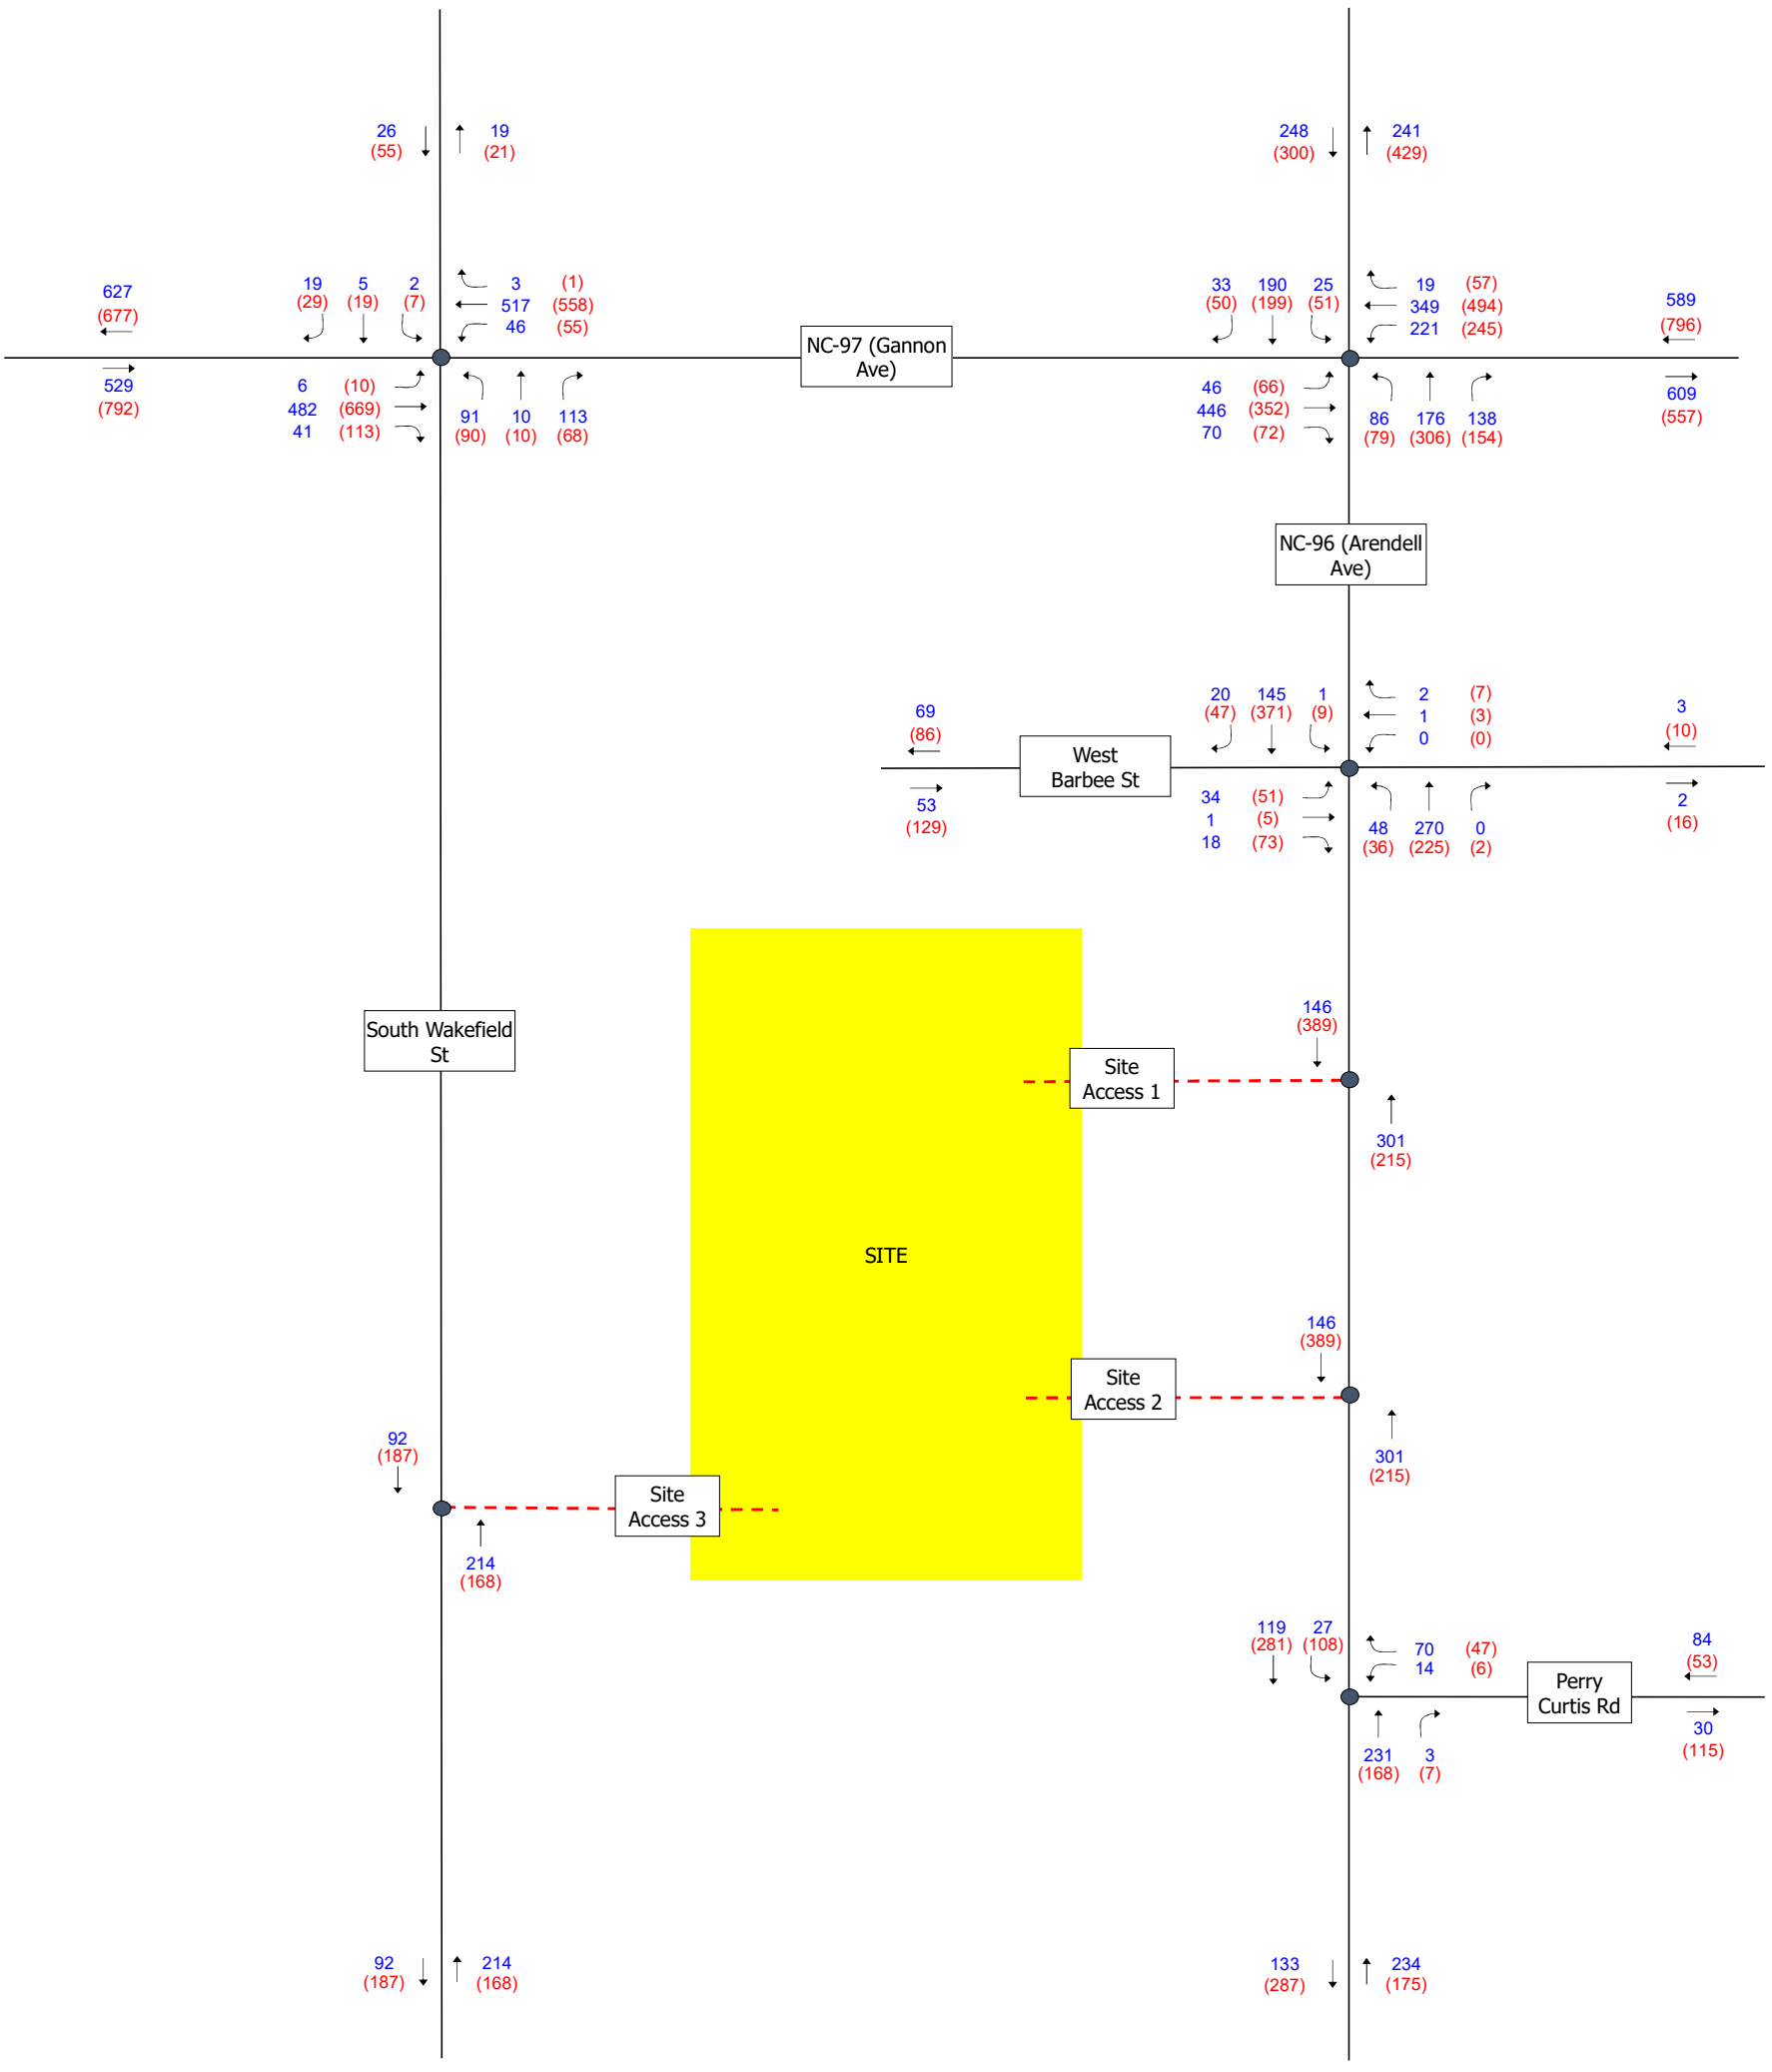 26 19
(55) (21)
248 241
(300) (429)
627
(677)
19 5 2
(29) (19) (7)
3 (1)
517 (558)
46 (55)
33 190 25
(50) (199) (51)
19 (57)
349 (494)
221 (245)
589
(796)
NC-97 (Gannon
Ave)
529
(792)
6 (10)
482 (669)
41 (113)
91 10 113
(90) (10) (68)
46 (66)
446 (352)
70 (72)
86 176 138
(79) (306) (154)
609
(557)
NC-96 (Arendell
Ave)
69
(86)
20 145 1
(47) (371) (9)
2 (7)
1 (3)
0 (0)
3
(10)
West
Barbee St
53
(129)
34 (51)
1 (5)
18 (73)
48 270 0
(36) (225) (2)
2
(16)
South Wakefield
St
146
(389)
Site
Access 1
301
(215)
SITE
146
(389)
Site
Access 2
301
(215)
92
(187)
Site
Access 3
214
(168)
119 27
(281) (108)
70 (47)
14 (6)
84
(53)
Perry
Curtis Rd
231 3
(168) (7)
30
(115)
92 214
(187) (168)
133 234
(287) (175)